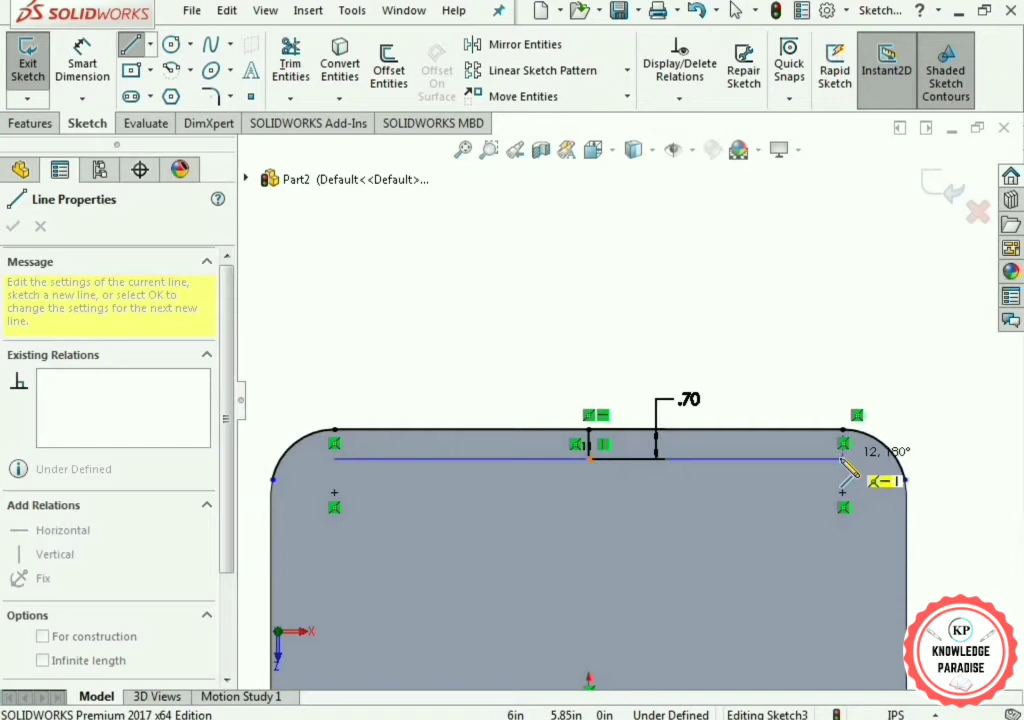 SOLIDWORKS
File Edit View Insert Tools Window Help
Sketch... ?
Exit Sketch
Smart Dimension
Trim Entities
Convert Entities
Offset Entities
Offset On Surface
Mirror Entities
Linear Sketch Pattern
Move Entities
Display/Delete Relations
Repair Sketch
Quick Snaps
Rapid Sketch
Instant2D
Shaded Sketch Contours
Features Sketch Evaluate DimXpert SOLIDWORKS Add-Ins SOLIDWORKS MBD
Part2 (Default<<Default>...
Line Properties
Message
Edit the settings of the current line,
sketch a new line, or select OK to
change the settings for the next new
line.
Existing Relations
Under Defined
Add Relations
Horizontal
Vertical
Fix
Options
For construction
Infinite length
.70
12, 180°
X
Z
KP
KNOWLEDGE
PARADISE
Model 3D Views Motion Study 1
SOLIDWORKS Premium 2017 x64 Edition 6in 5.85in 0in Under Defined Editing Sketch3 IPS